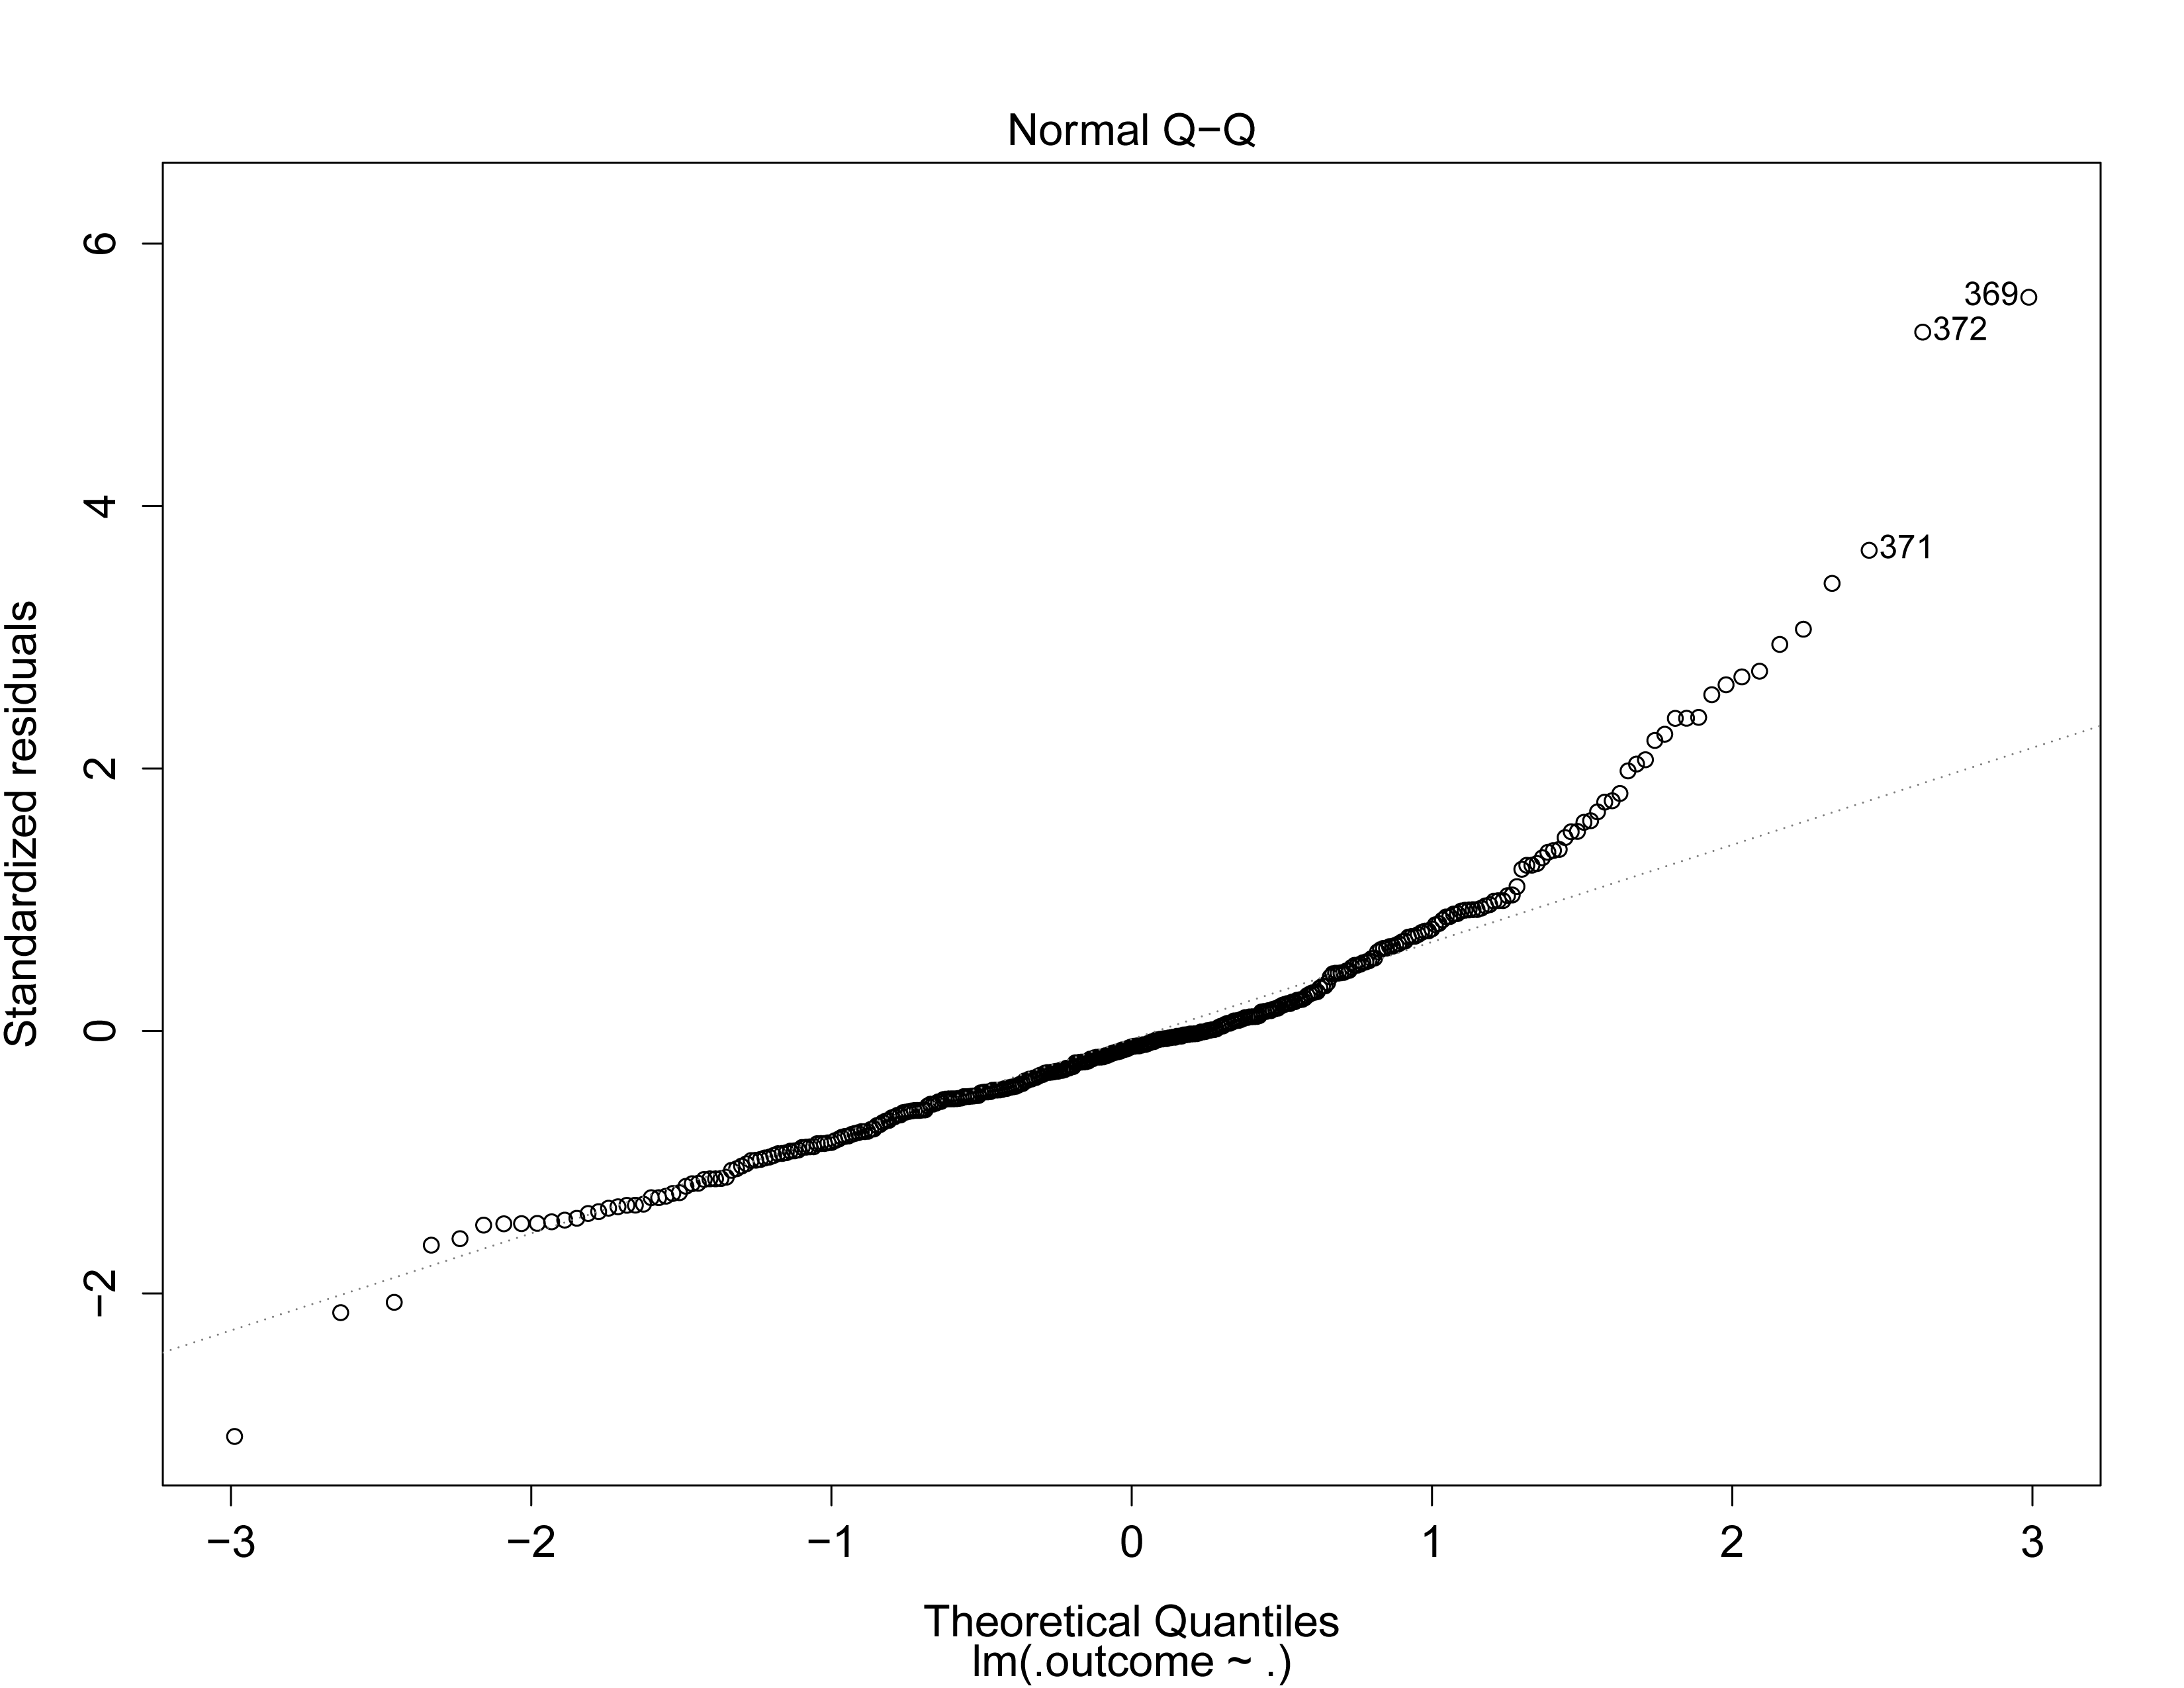 Normal Q−Q
Standardized residuals
6
4
2
0
−2
369
372
371
−3 −2 −1 0 1 2 3
Theoretical Quantiles
lm(.outcome ~ .)